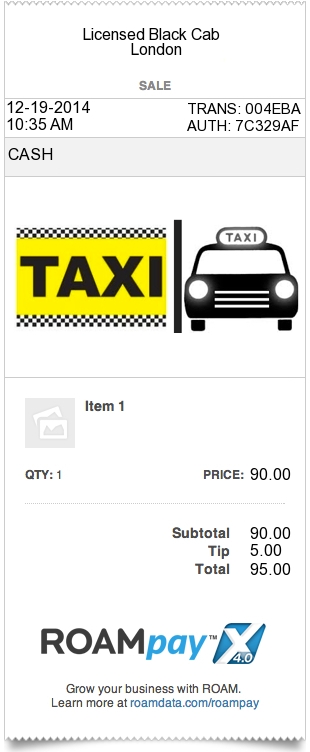 Licensed Black Cab
London
SALE
12-19-2014 TRANS: 004EBA
10:35 AM AUTH: 7C329AF
CASH
TAXI TAXI
Item 1
QTY: 1 PRICE: 90.00
Subtotal 90.00
Tip 5.00
Total 95.00
ROAMpay™ X 4.0
Grow your business with ROAM.
Learn more at roamdata.com/roampay